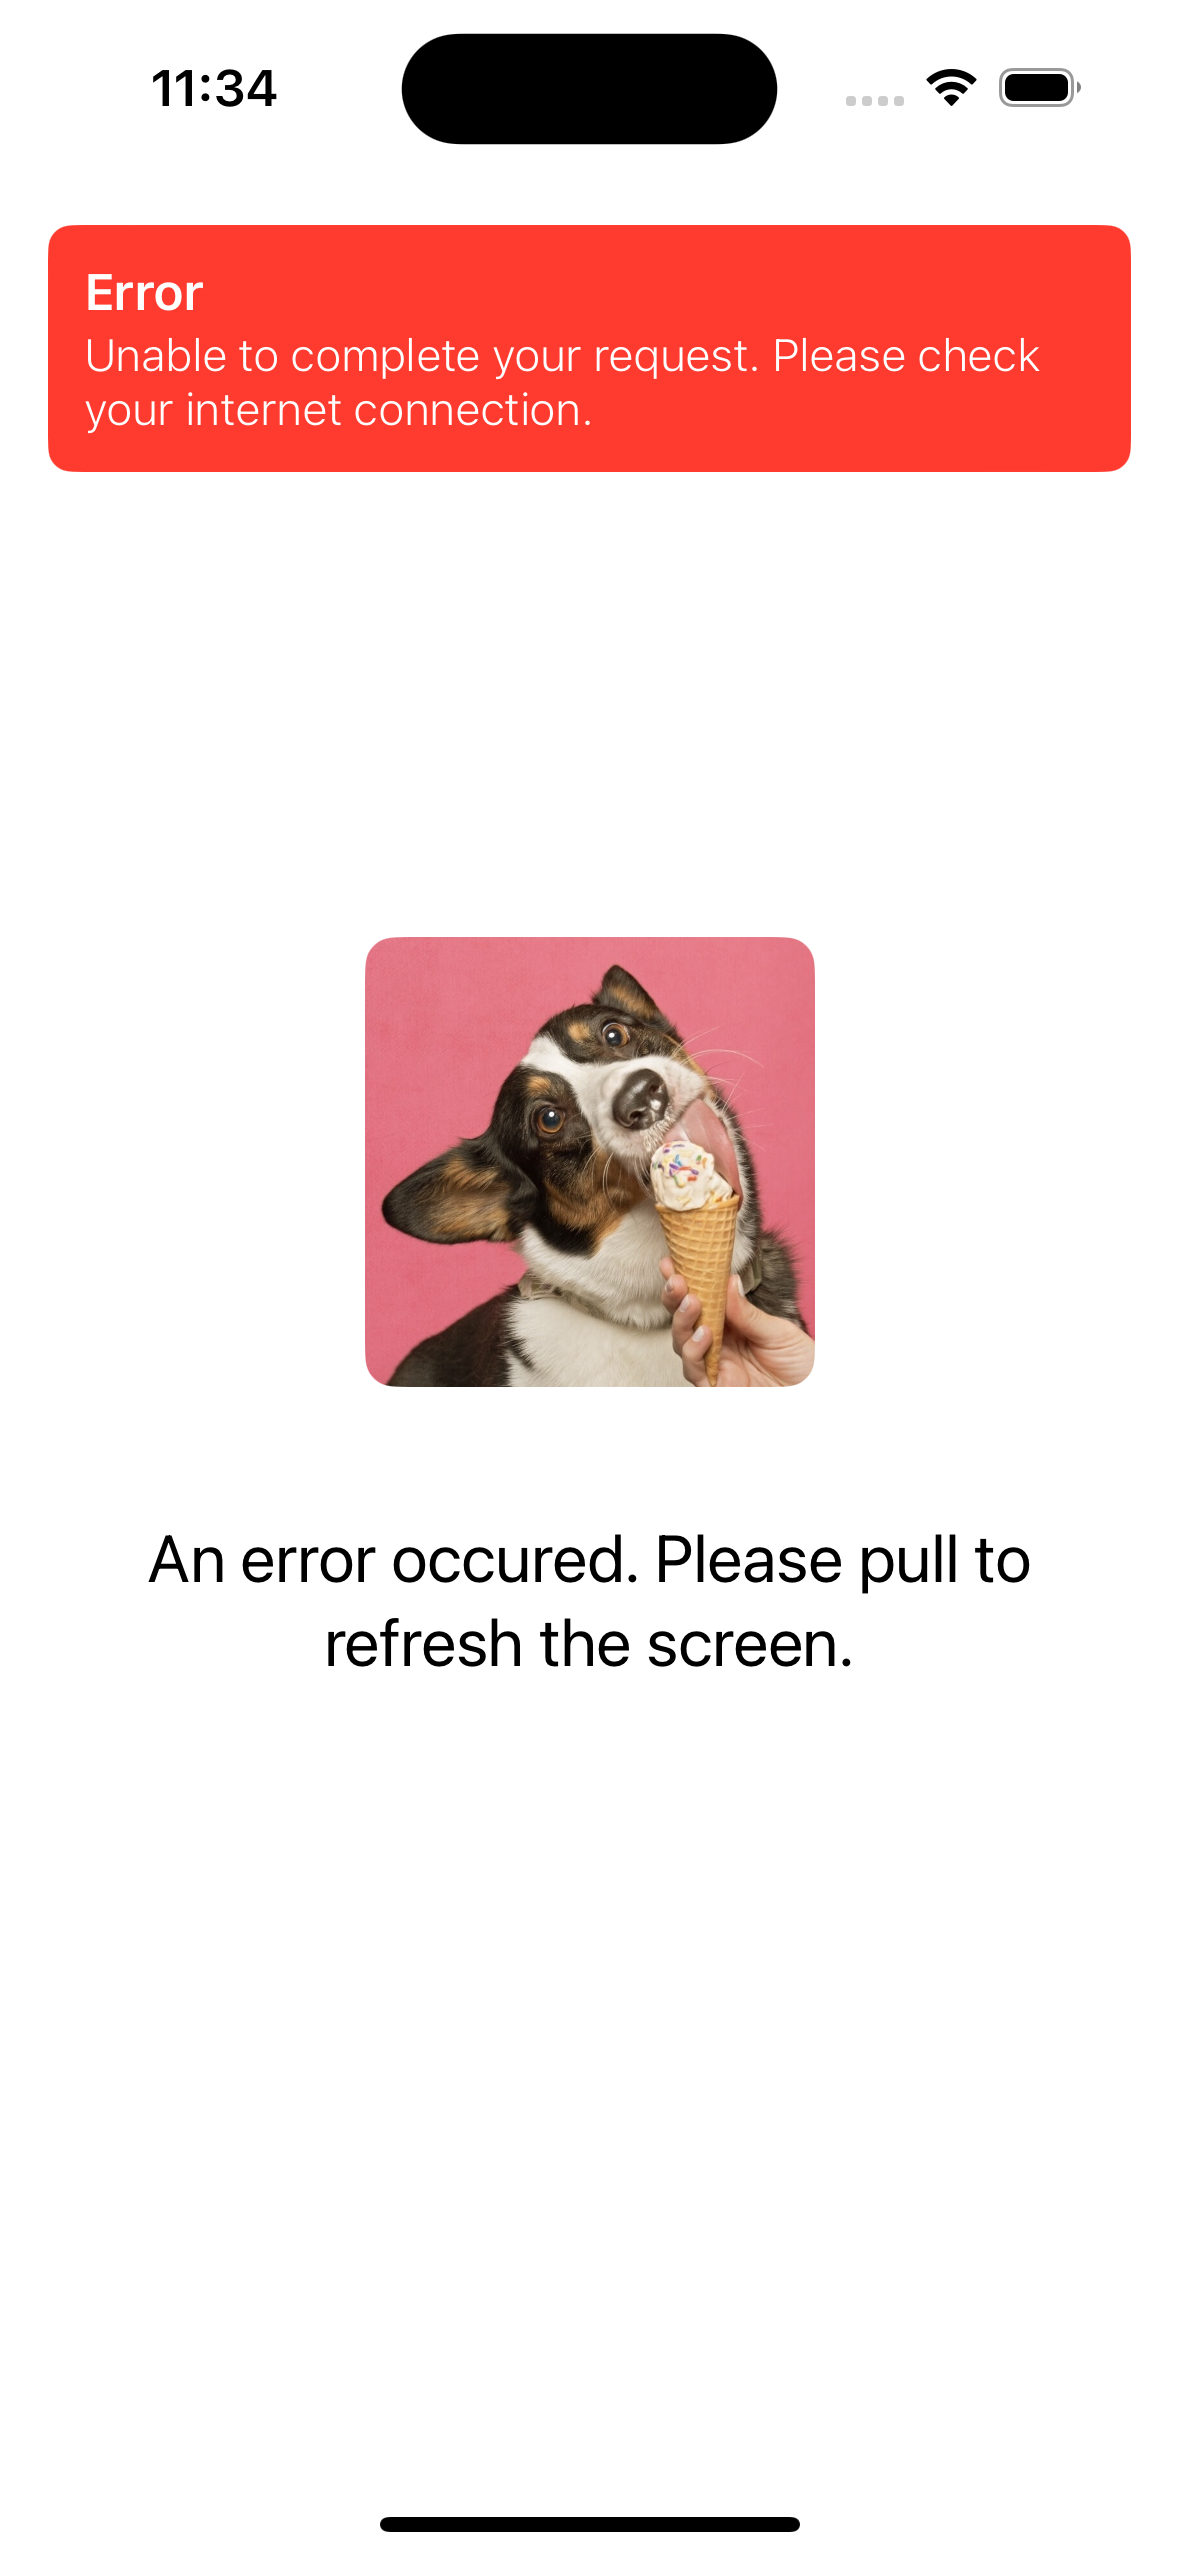 11:34
Error
Unable to complete your request. Please check
your internet connection.
An error occured. Please pull to
refresh the screen.